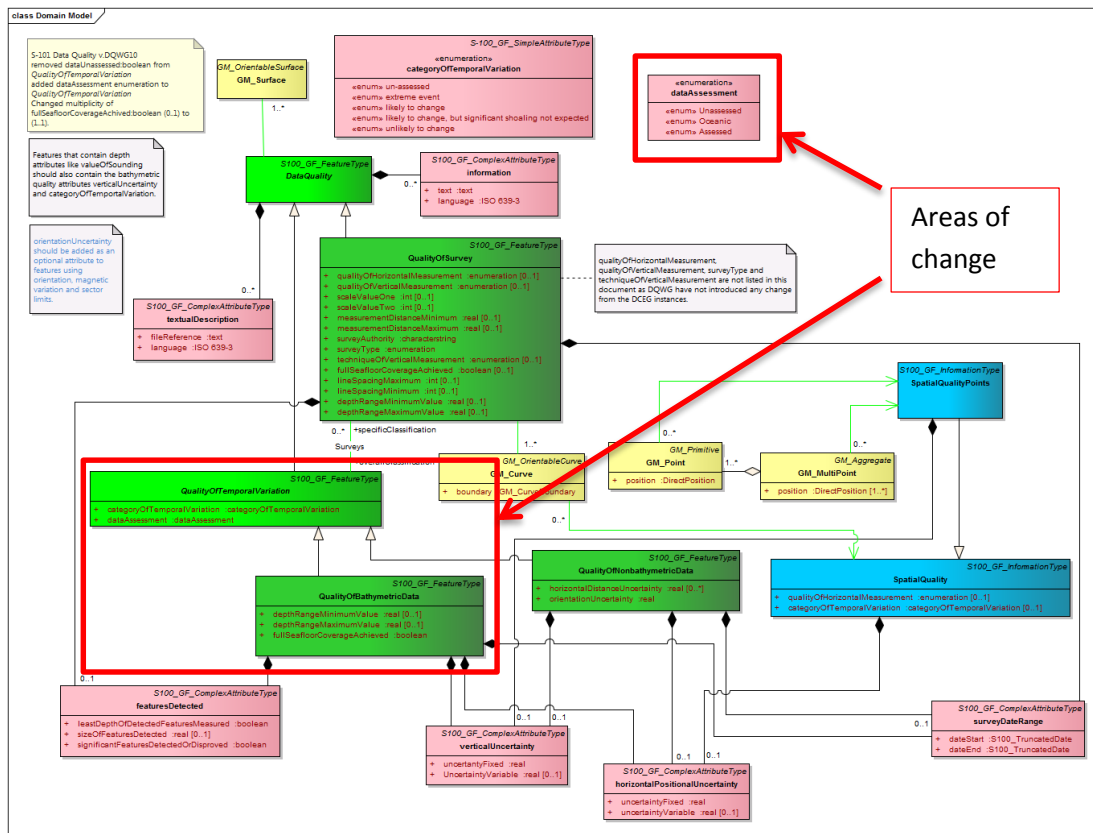 class Domain Model
S-101 Data Quality v.DQWG10
removed dataUnassessed:boolean from
QualityOfTemporalVariation
added dataAssessment enumeration to
QualityOfTemporalVariation
Changed multiplicity of
fullSeafloorCoverageAchived:boolean (0..1) to
(1..1).
GM_OrientableSurface
GM_Surface
1..*
S-100_GF_SimpleAttributeType
«enumeration»
categoryOfTemporalVariation
«enum» un-assessed
«enum» extreme event
«enum» likely to change
«enum» likely to change, but significant shoaling not expected
«enum» unlikely to change
«enumeration»
dataAssessment
«enum» Unassessed
«enum» Oceanic
«enum» Assessed
Areas of
change
Features that contain depth
attributes like valueOfSounding
should also contain the bathymetric
quality attributes verticalUncertainty
and categoryOfTemportalVariation.
S100_GF_FeatureType
DataQuality
0..*
S100_GF_ComplexAttributeType
information
+ text :text
+ language :ISO 639-3
orientationUncertainty
should be added as an
optional attribute to
features using
orientation, magnetic
variation and sector
limits.
0..*
S100_GF_ComplexAttributeType
textualDescription
+ fileReference :text
+ language :ISO 639-3
S100_GF_FeatureType
QualityOfSurvey
+ qualityOfHorizontalMeasurement :enumeration [0..1]
+ qualityOfVerticalMeasurement :enumeration [0..1]
+ scaleValueOne :int [0..1]
+ scaleValueTwo :int [0..1]
+ measurementDistanceMinimum :real [0..1]
+ measurementDistanceMaximum :real [0..1]
+ surveyAuthority :characterstring
+ surveyType :enumeration
+ techniqueOfVerticalMeasurement :enumeration [0..1]
+ fullSeafloorCoverageAchieved :boolean [0..1]
+ lineSpacingMaximum :int [0..1]
+ lineSpacingMinimum :int [0..1]
+ depthRangeMinimumValue :real [0..1]
+ depthRangeMaximumValue :real [0..1]
qualityOfHorizontalMeasurement,
qualityOfVerticalMeasurement, surveyType and
techniqueOfVerticalMeasurement are not listed in this
document as DQWG have not introduced any change
from the DCEG instances.
S100_GF_InfomationType
SpatialQualityPoints
0..* +specificClassification
Surveys
1..*
0..*
0..*
GM_OrientableCurve
GM_Curve
+ boundary :GM_CurveBoundary
GM_Primitive
GM_Point
+ position :DirectPosition
1..*
GM_Aggregate
GM_MultiPoint
+ position :DirectPosition [1..*]
0..*
S100_GF_FeatureType
QualityOfTemporalVariation
+ categoryOfTemporalVariation :categoryOfTemporalVariation
+ dataAssessment :dataAssessment
S100_GF_FeatureType
QualityOfBathymetricData
+ depthRangeMinimumValue :real [0..1]
+ depthRangeMaximumValue :real [0..1]
+ fullSeafloorCoverageAchieved :boolean
S100_GF_FeatureType
QualityOfNonbathymetricData
+ horizontalDistanceUncertainty :real [0..*]
+ orientationUncertainty :real
S100_GF_InfomationType
SpatialQuality
+ qualityOfHorizontalMeasurement :enumeration [0..1]
+ categoryOfTemporalVariation :categoryOfTemporalVariation [0..1]
0..1
S100_GF_ComplexAttributeType
featuresDetected
+ leastDepthOfDetectedFeaturesMeasured :boolean
+ sizeOfFeaturesDetected :real [0..1]
+ significantFeaturesDetectedOrDisproved :boolean
0..1
0..1
S100_GF_ComplexAttributeType
verticalUncertainty
+ uncertantyFixed :real
+ UncertaintyVariable :real [0..1]
0..1
0..1
S100_GF_ComplexAttributeType
horizontalPositionalUncertainty
+ uncertaintyFixed :real
+ uncertaintyVariable :real [0..1]
0..1
S100_GF_ComplexAttributeType
surveyDateRange
+ dateStart :S100_TruncatedDate
+ dateEnd :S100_TruncatedDate